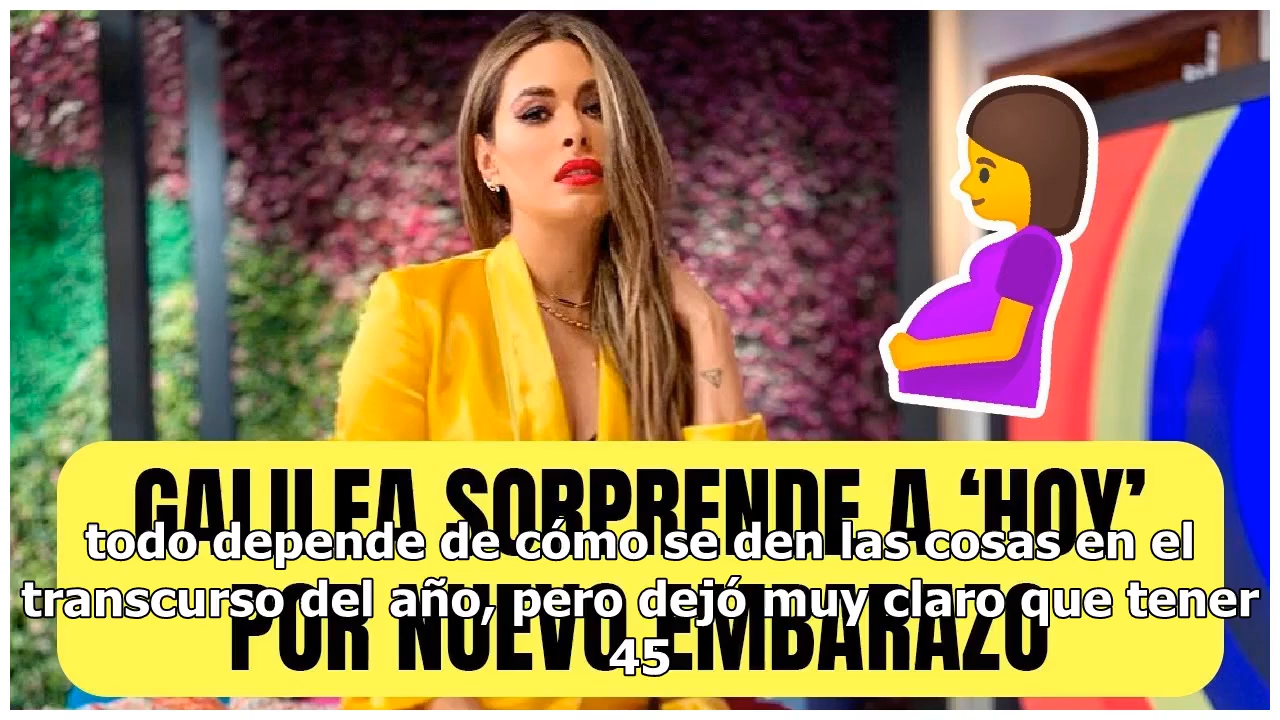 GALILEA SORPRENDE A ‘HOY’
todo depende de cómo se den las cosas en el
POR NUEVO EMBARAZO
transcurso del año, pero dejó muy claro que tener
45